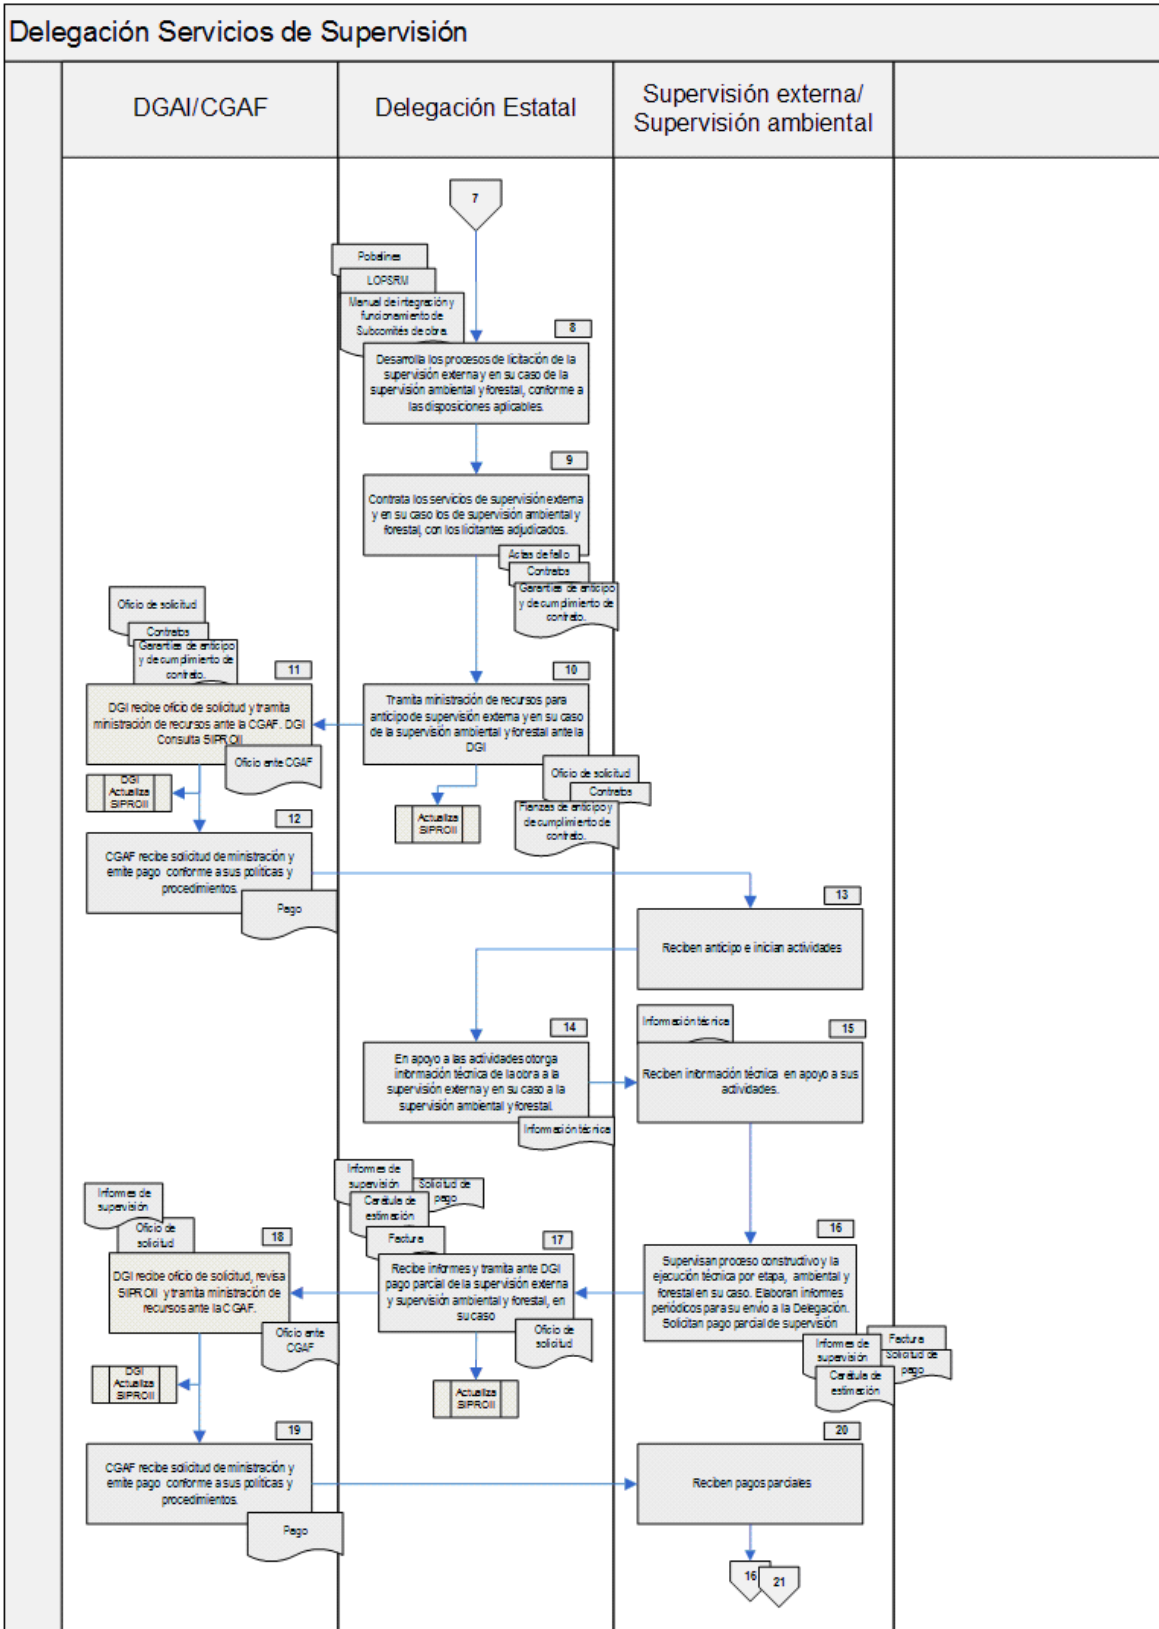 Delegación Servicios de Supervisión
DGAI/CGAF
Delegación Estatal
Supervisión externa/
Supervisión ambiental
7
Pobalines
LOPSRM
Manual de integración y
funcionamiento de
Subcomités de obra.
8
Desarrolla los procesos de licitación de la
supervisión externa y en su caso de la
supervisión ambiental y forestal, conforme a
las disposiciones aplicables.
9
Contrata los servicios de supervisión externa
y en su caso los de supervisión ambiental y
forestal, con los licitantes adjudicados.
Actas de fallo
Contratos
Garantías de anticipo
y de cumplimiento de
contrato.
Oficio de solicitud
Contratos
Garantías de anticipo
y de cumplimiento de
contrato.
11
DGI recibe oficio de solicitud y tramita
ministración de recursos ante la CGAF. DGI
Consulta SIPROII
Oficio ante CGAF
DGI
Actualiza
SIPROII
10
Tramita ministración de recursos para
anticipo de supervisión externa y en su caso
de la supervisión ambiental y forestal ante la
DGI
Oficio de solicitud
Contratos
Fianzas de anticipo y
de cumplimiento de
contrato.
Actualiza
SIPROII
12
CGAF recibe solicitud de ministración y
emite pago conforme a sus políticas y
procedimientos.
Pago
13
Reciben anticipo e inician actividades
14
En apoyo a las actividades otorga
información técnica de la obra a la
supervisión externa y en su caso a la
supervisión ambiental y forestal.
Información técnica
Información técnica
15
Reciben información técnica en apoyo a sus
actividades.
16
Supervisan proceso constructivo y la
ejecución técnica por etapa, ambiental y
forestal en su caso. Elaboran informes
periódicos para su envío a la Delegación.
Solicitan pago parcial de supervisión
Factura
Informes de
supervisión
Solicitud de
pago
Carátula de
estimación
Informes de
supervisión
Solicitud de
pago
Carátula de
estimación
Factura
17
Recibe informes y tramita ante DGI
pago parcial de la supervisión externa
y supervisión ambiental y forestal, en
su caso
Oficio de
solicitud
Actualiza
SIPROII
Informes de
supervisión
Oficio de
solicitud
18
DGI recibe oficio de solicitud, revisa
SIPROII y tramita ministración de
recursos ante la CGAF.
Oficio ante
CGAF
DGI
Actualiza
SIPROII
19
CGAF recibe solicitud de ministración y
emite pago conforme a sus políticas y
procedimientos.
Pago
20
Reciben pagos parciales
16
21